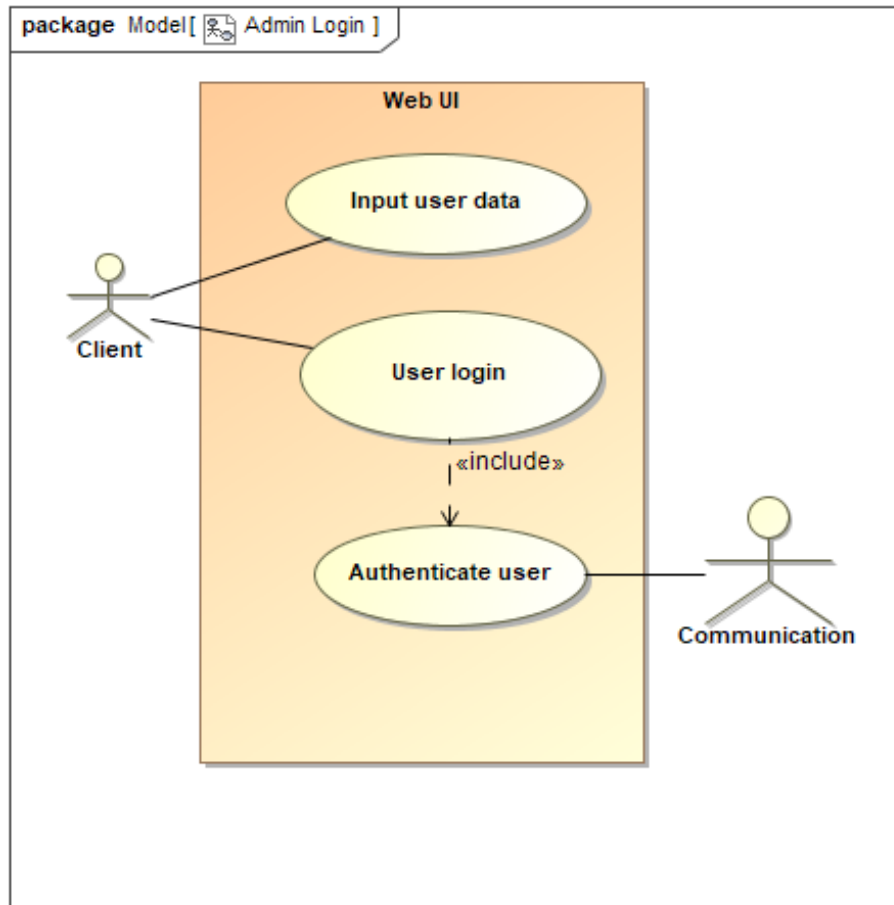 package Model[ Admin Login ]
Web UI
Input user data
Client
User login
«include»
Authenticate user
Communication